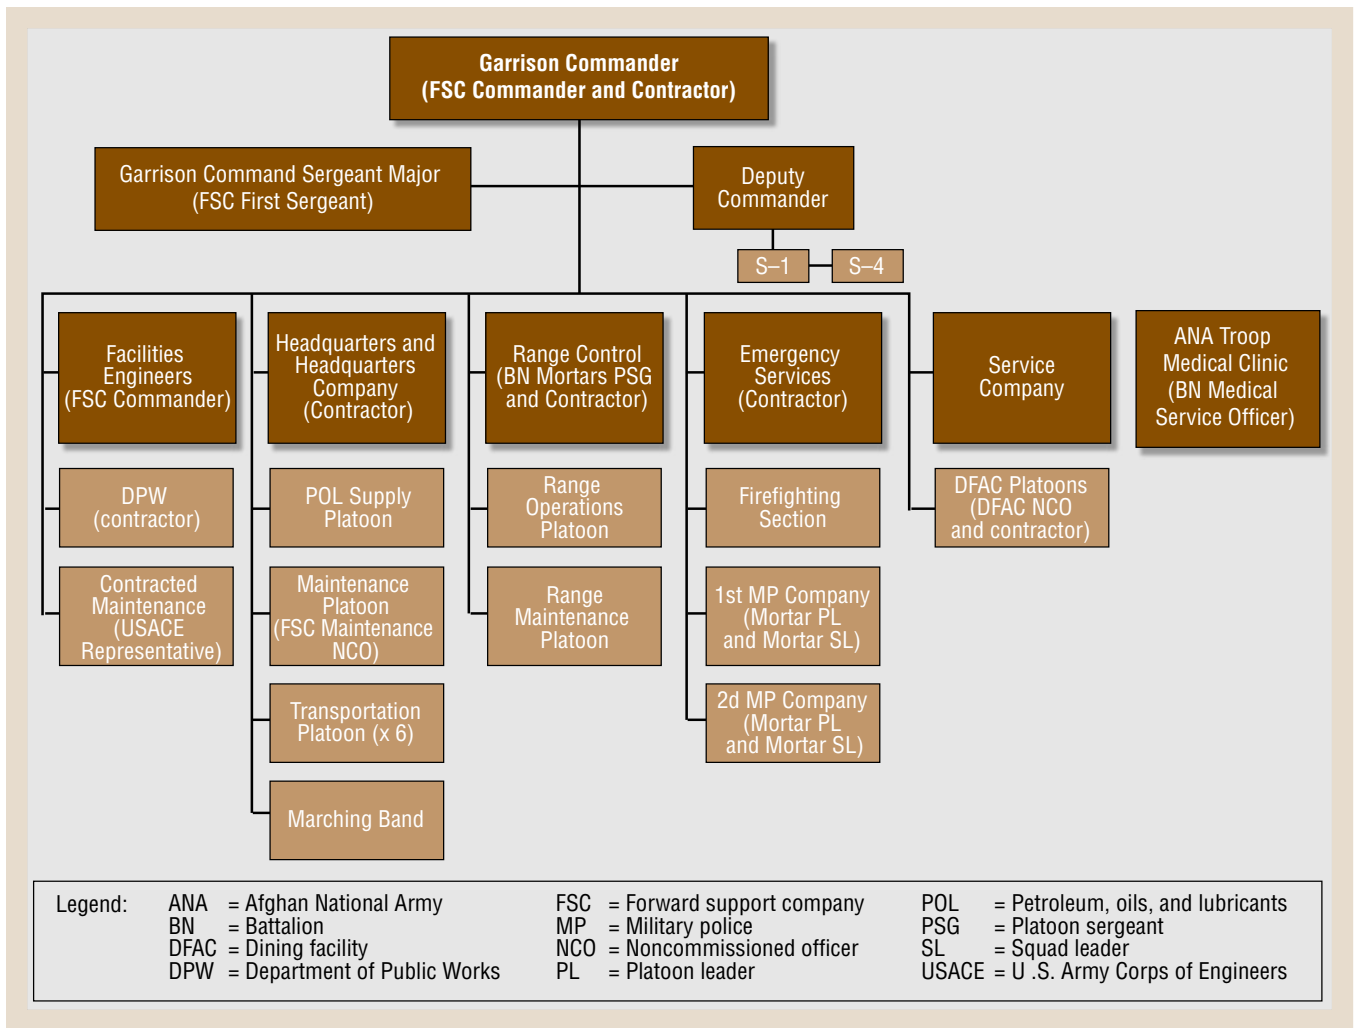 Garrison Commander
(FSC Commander and Contractor)
Garrison Command Sergeant Major
(FSC First Sergeant)
Deputy
Commander
S–1
S–4
Facilities
Engineers
(FSC Commander)
Headquarters and
Headquarters
Company
(Contractor)
Range Control
(BN Mortars PSG
and Contractor)
Emergency
Services
(Contractor)
Service
Company
ANA Troop
Medical Clinic
(BN Medical
Service Officer)
DPW
(contractor)
POL Supply
Platoon
Range
Operations
Platoon
Firefighting
Section
DFAC Platoons
(DFAC NCO
and contractor)
Contracted
Maintenance
(USACE
Representative)
Maintenance
Platoon
(FSC Maintenance
NCO)
Range
Maintenance
Platoon
1st MP Company
(Mortar PL
and Mortar SL)
Transportation
Platoon (x 6)
2d MP Company
(Mortar PL
and Mortar SL)
Marching Band
Legend:
ANA = Afghan National Army
BN = Battalion
DFAC = Dining facility
DPW = Department of Public Works
FSC = Forward support company
MP = Military police
NCO = Noncommissioned officer
PL = Platoon leader
POL = Petroleum, oils, and lubricants
PSG = Platoon sergeant
SL = Squad leader
USACE = U .S. Army Corps of Engineers